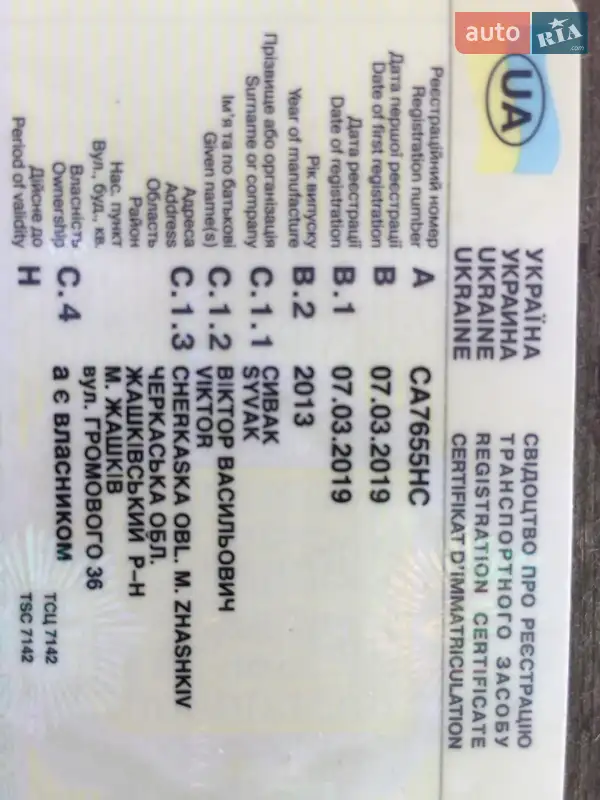 auto RIA .com
UA
УКРАЇНА
УКРАИНА
UKRAINE
UKRAINE
СВІДОЦТВО ПРО РЕЄСТРАЦІЮ
ТРАНСПОРТНОГО ЗАСОБУ
REGISTRATION CERTIFICATE
CERTIFIKAT D'IMMATRICULATION
Реєстраційний номер
Registration number A CA7655HC
Дата першої реєстрації
Date of first registration B 07.03.2019
Дата реєстрації
Date of registration B.1 07.03.2019
Рік випуску
Year of manufacture B.2 2013
Прізвище або організація C.1.1 СИВАК
Surname or company SYVAK
Ім'я та по батькові C.1.2 ВІКТОР ВАСИЛЬОВИЧ
Given name(s) VIKTOR
Адреса C.1.3 CHERKASKA OBL. M. ZHASHKIV
Address
Область ЧЕРКАСЬКА ОБЛ.
Район ЖАШКІВСЬКИЙ Р-Н
Нас. пункт М. ЖАШКІВ
Вул., буд., кв. вул. ГРОМОВОГО 36
Власність
Ownership C.4 а є ВЛАСНИКОМ
Дійсне до
Period of validity H
ТСЦ 7142
TSC 7142